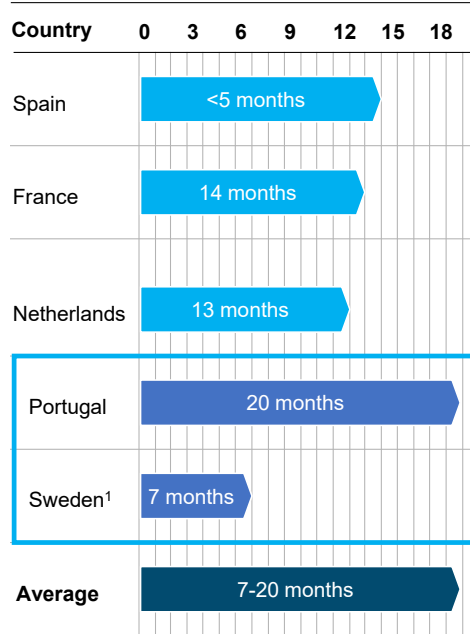 Country 0 3 6 9 12 15 18
Spain <5 months
France 14 months
Netherlands 13 months
Portugal 20 months
Sweden1 7 months
Average 7-20 months